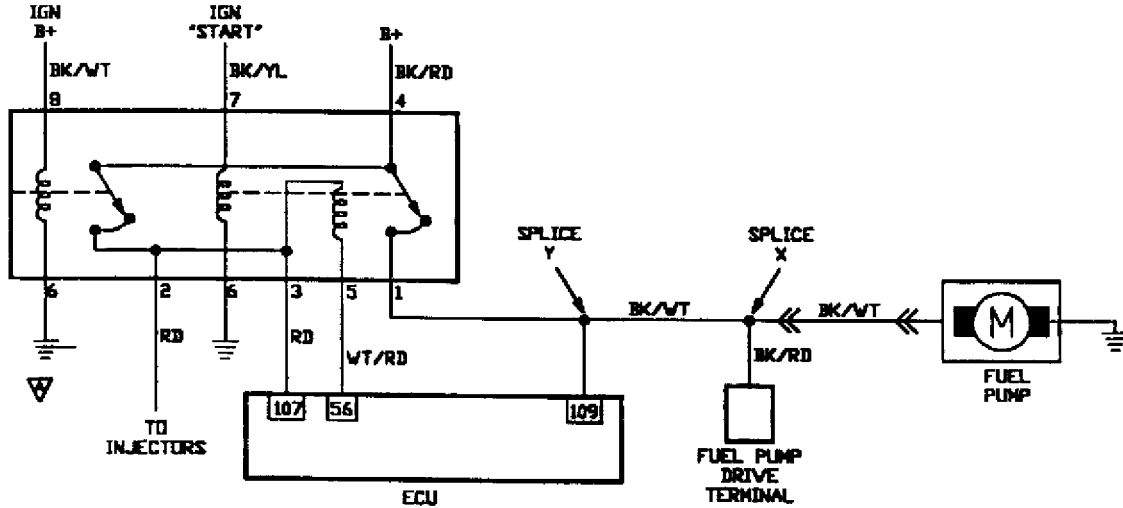 IGN
B+
IGN
"START"
B+
BK/WT
BK/YL
BK/RD
8
7
4
6
2
6
3
5
1
RD
RD
WT/RD
SPLICE
Y
SPLICE
X
BK/WT
BK/WT
BK/RD
M
FUEL
PUMP
A
TO
INJECTORS
107
56
109
ECU
FUEL PUMP
DRIVE
TERMINAL